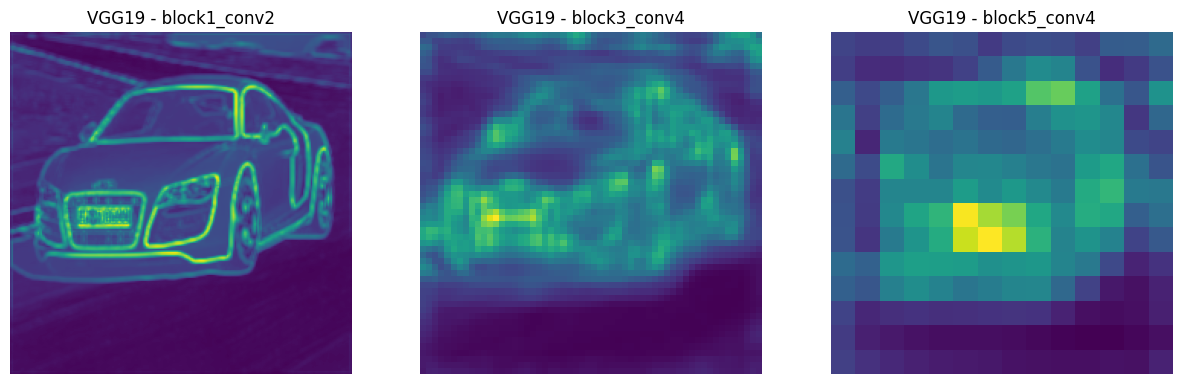 VGG19 - block1_conv2
VGG19 - block3_conv4
VGG19 - block5_conv4